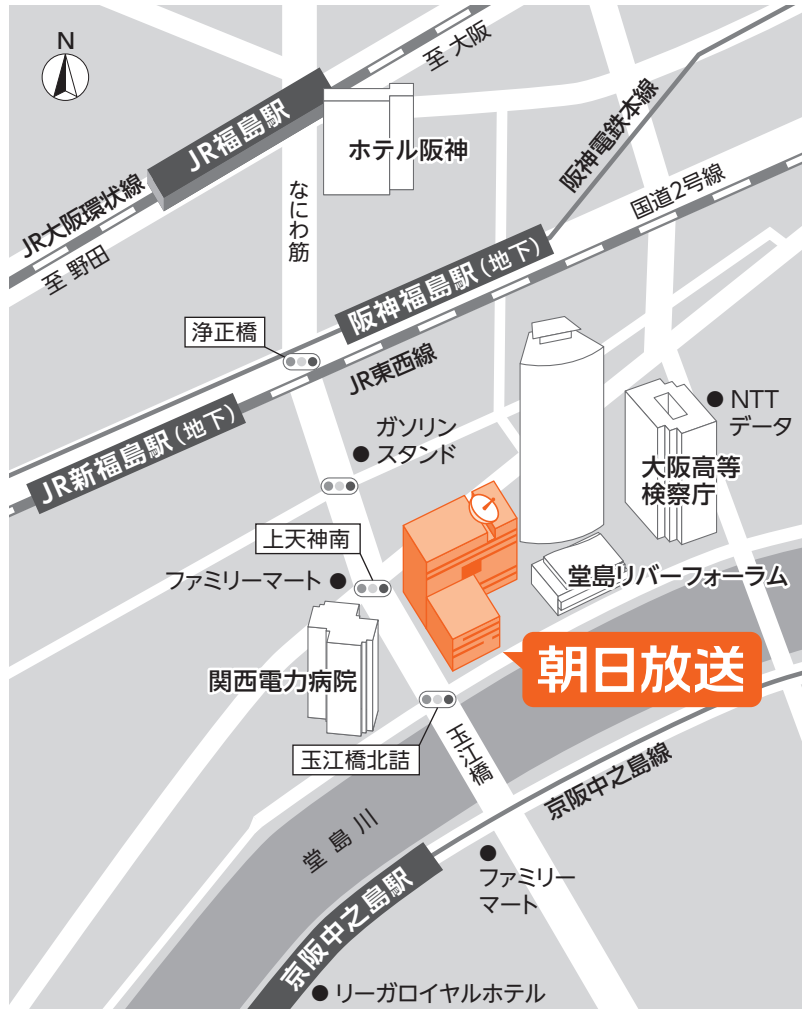 N
至 大阪
JR福島駅
ホテル阪神
阪神電鉄本線
JR大阪環状線
至 野田
なにわ筋
国道2号線
阪神福島駅(地下)
浄正橋
JR東西線
JR新福島駅(地下)
ガソリン
スタンド
NTT
データ
大阪高等
検察庁
上天神南
ファミリーマート
堂島リバーフォーラム
関西電力病院
朝日放送
玉江橋北詰
玉江橋
京阪中之島線
堂島川
ファミリー
マート
京阪中之島駅
リーガロイヤルホテル